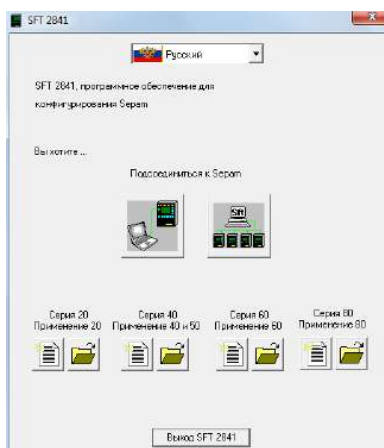 SFT 2841
Русский
SFT 2841, программное обеспечение для
конфигурирования Sepam
Вы хотите...
Подсоединиться к Sepam
Серия 20
Применение 20
Серия 40
Применение 40 и 50
Серия 60
Применение 60
Серия 80
Применение 80
Выход SFT 2841